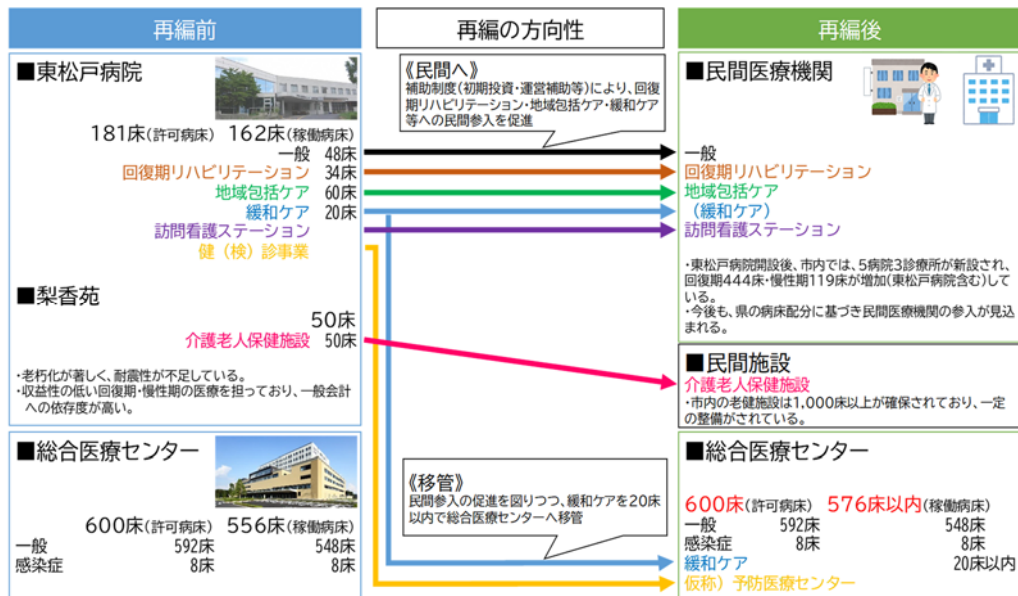 再編前
■東松戸病院
181床(許可病床) 162床(稼働病床)
一般 48床
回復期リハビリテーション 34床
地域包括ケア 60床
緩和ケア 20床
訪問看護ステーション
健(検)診事業
■梨香苑
50床
介護老人保健施設 50床
・老朽化が著しく、耐震性が不足している。
・収益性の低い回復期・慢性期の医療を担っており、一般会計
への依存度が高い。
■総合医療センター
600床(許可病床) 556床(稼働病床)
一般 592床 548床
感染症 8床 8床
再編の方向性
《民間へ》
補助制度(初期投資・運営補助等)により、回復
期リハビリテーション・地域包括ケア・緩和ケア
等への民間参入を促進
《移管》
民間参入の促進を図りつつ、緩和ケアを20床
以内で総合医療センターへ移管
再編後
■民間医療機関
一般
回復期リハビリテーション
地域包括ケア
(緩和ケア)
訪問看護ステーション
・東松戸病院開設後、市内では、5病院3診療所が新設され、
回復期444床・慢性期119床が増加(東松戸病院含む)して
いる。
・今後も、県の病床配分に基づき民間医療機関の参入が見込
まれる。
■民間施設
介護老人保健施設
・市内の老健施設は1,000床以上が確保されており、一定
の整備がされている。
■総合医療センター
600床(許可病床) 576床以内(稼働病床)
一般 592床 548床
感染症 8床 8床
緩和ケア 20床以内
仮称)予防医療センター